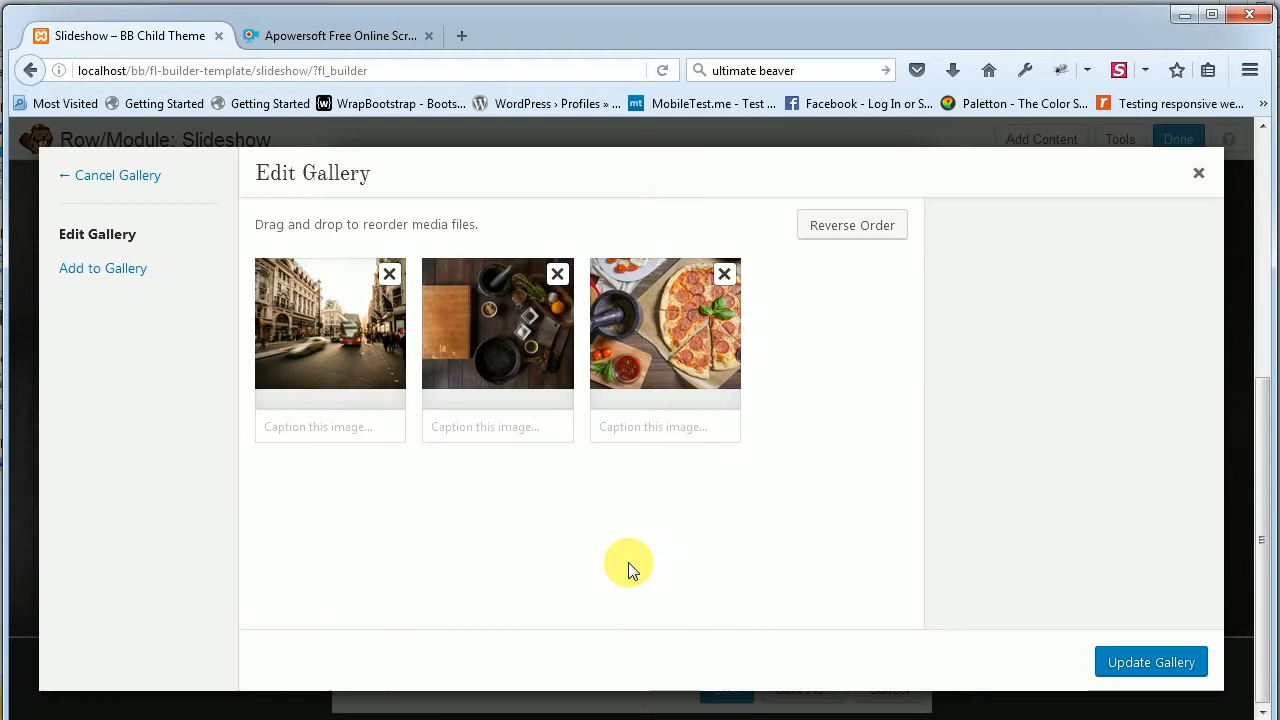 Slideshow – BB Child Theme
Apowersoft Free Online Scr...
localhost/bb/fl-builder-template/slideshow/?fl_builder
ultimate beaver
Most Visited
Getting Started
Getting Started
Wrapbootstrap - Boots...
WordPress › Profiles » ...
MobileTest.me - Test ...
Facebook - Log In or S...
Paletton - The Color S...
Testing responsive we...
Row/Module: Slideshow
Add Content
Tools
Done
← Cancel Gallery
Edit Gallery
Edit Gallery
Add to Gallery
Drag and drop to reorder media files.
Reverse Order
Caption this image...
Caption this image...
Caption this image...
Update Gallery